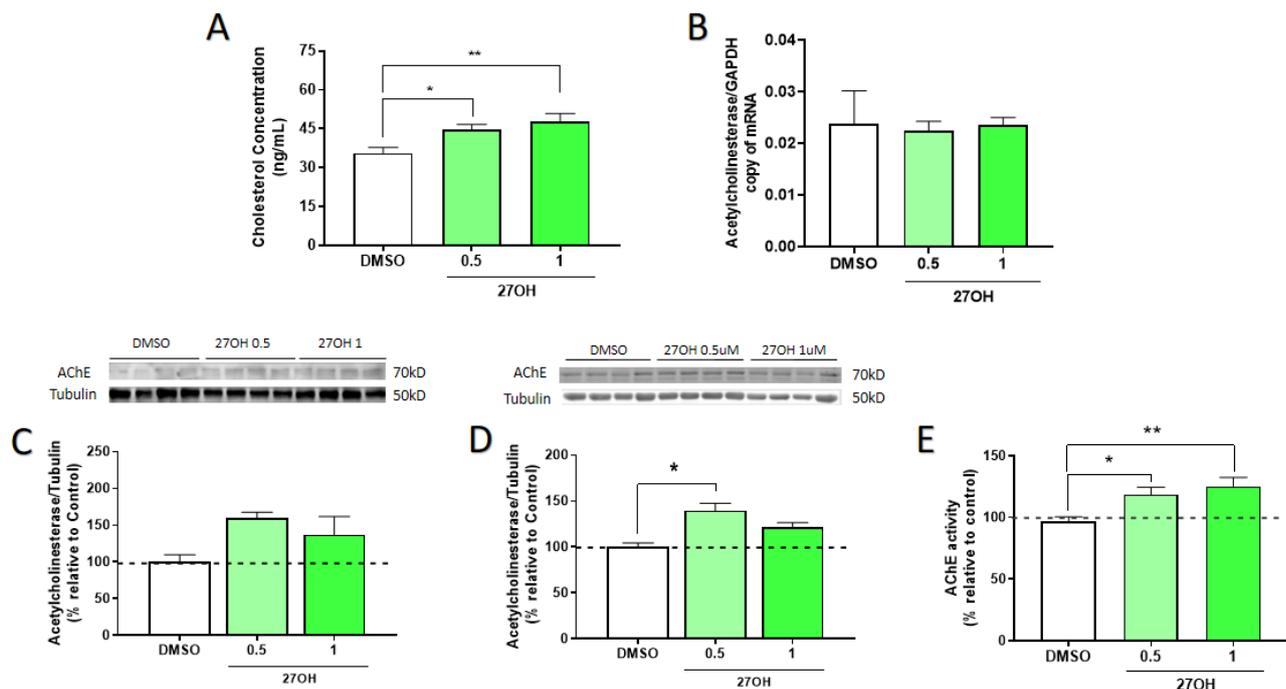 A
Cholesterol Concentration
(ng/mL)
75
60
45
30
15
0
*
**
DMSO
0.5
1
27OH
B
Acetylcholinesterase/GAPDH
copy of mRNA
0.04
0.03
0.02
0.01
0.00
DMSO
0.5
1
27OH
DMSO
27OH 0.5
27OH 1
AChE
70kD
Tubulin
50kD
DMSO
27OH 0.5uM
27OH 1uM
AChE
70kD
Tubulin
50kD
C
Acetylcholinesterase/Tubulin
(% relative to Control)
250
200
150
100
50
0
DMSO
0.5
1
27OH
D
Acetylcholinesterase/Tubulin
(% relative to Control)
200
150
100
50
0
*
DMSO
0.5
1
27OH
E
AChE activity
(% relative to control)
150
100
50
0
*
**
DMSO
0.5
1
27OH